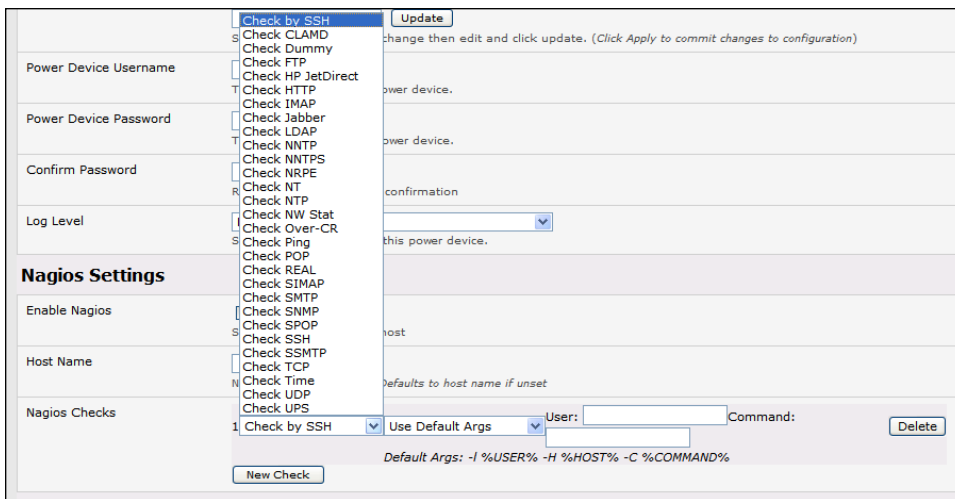 Check by SSH
Update
Check CLAMD
S change then edit and click update. (Click Apply to commit changes to configuration)
Check Dummy
Check FTP
Power Device Username
Check HP JetDirect
Check HTTP
T power device.
Check IMAP
Check Jabber
Power Device Password
Check LDAP
Check NNTP
T power device.
Check NNTPS
Confirm Password
Check NRPE
Check NT
R confirmation
Check NTP
Check NW Stat
Log Level
Check Over-CR
Check Ping
S this power device.
Check POP
Check REAL
Nagios Settings
Check SIMAP
Check SMTP
Enable Nagios
Check SNMP
Check SPOP
S host
Check SSH
Check SSMTP
Host Name
Check TCP
Check Time
N Defaults to host name if unset
Check UDP
Check UPS
Nagios Checks
1 Check by SSH Use Default Args User: Command: Delete
Default Args: -l %USER% -H %HOST% -C %COMMAND%
New Check